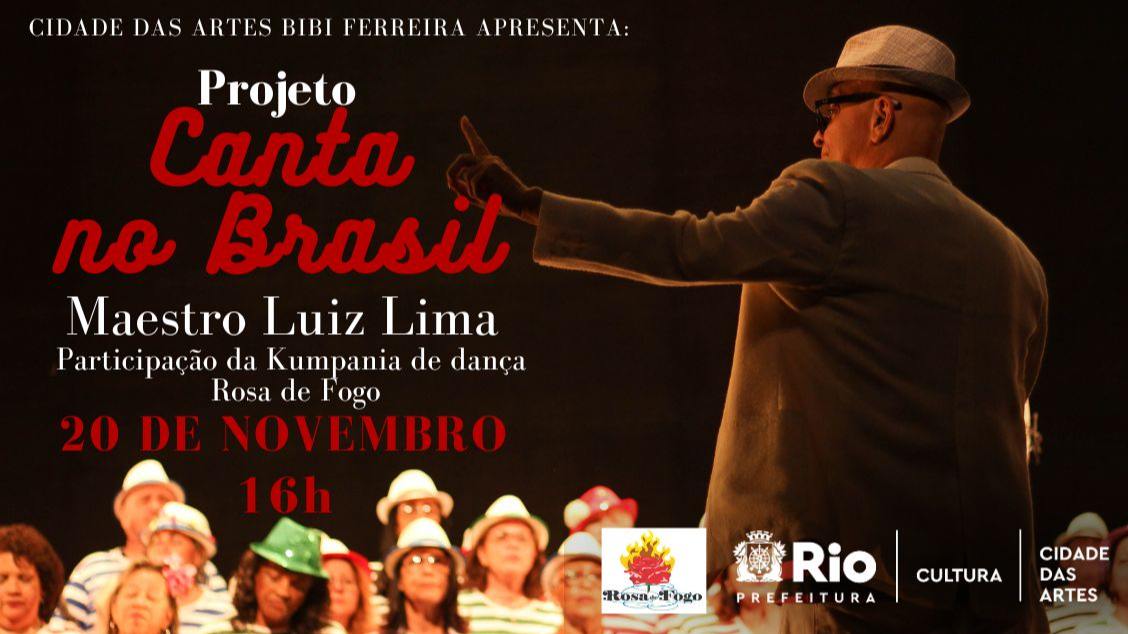 CIDADE DAS ARTES BIBI FERREIRA APRESENTA:
Projeto
Canta
no Brasil
Maestro Luiz Lima
Participação da Kumpania de dança
Rosa de Fogo
20 DE NOVEMBRO
16h
Rosa de Fogo
Rio
PREFEITURA
CULTURA
CIDADE
DAS
ARTES